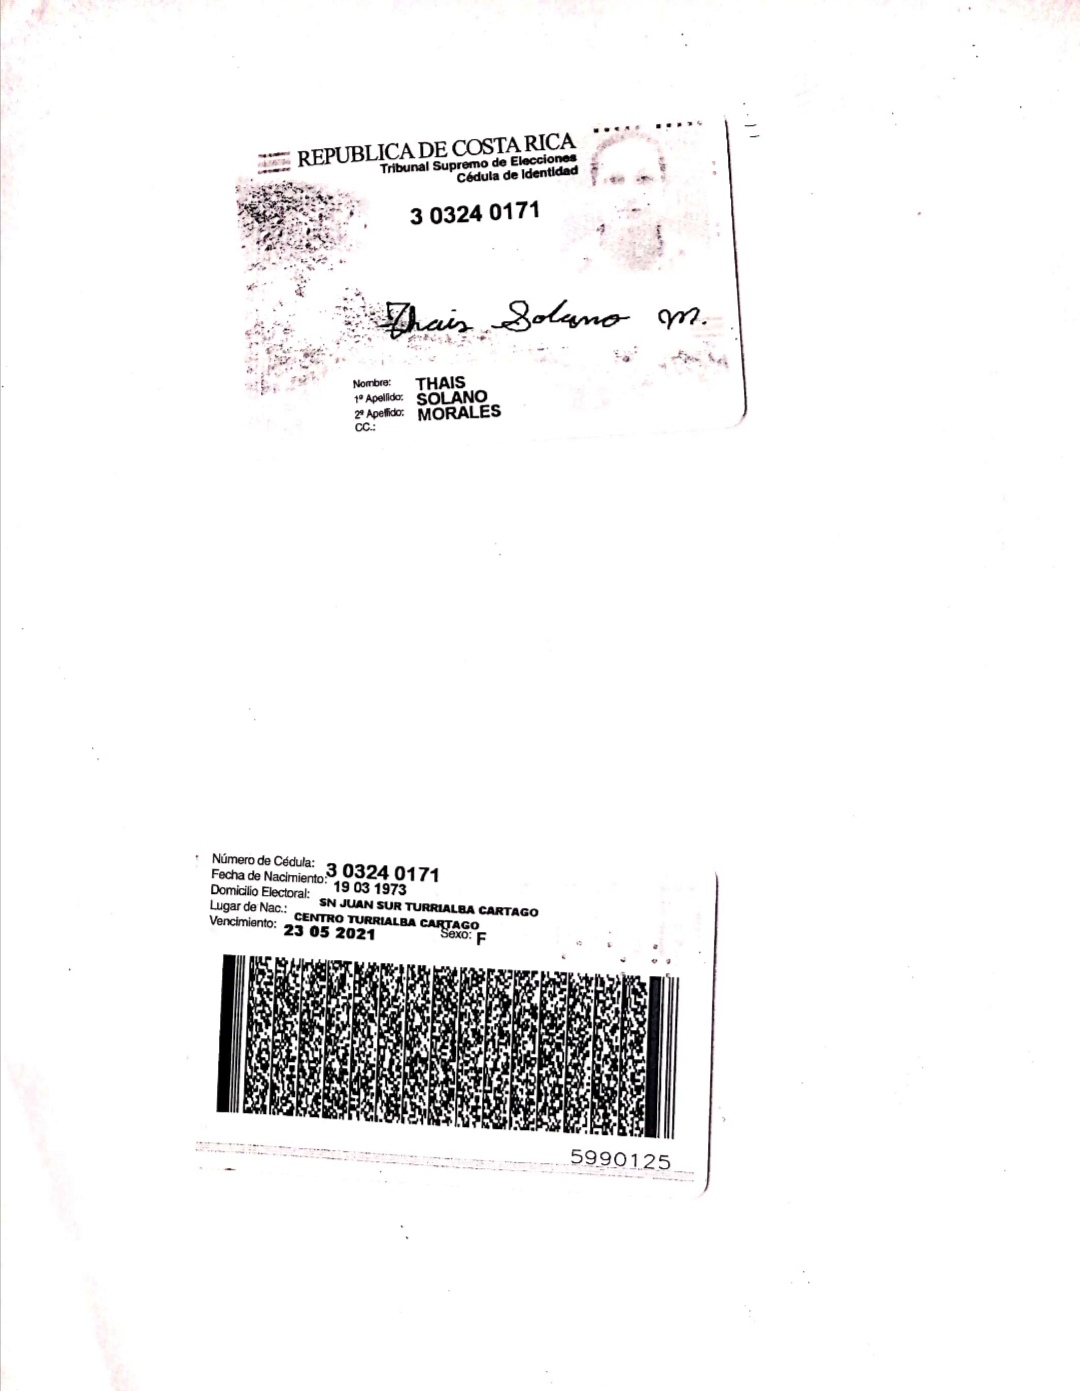 REPUBLICA DE COSTA RICA
Tribunal Supremo de Elecciones
Cédula de Identidad
3 0324 0171
Thais Solano M.
Nombre: THAIS
1º Apellido: SOLANO
2º Apellido: MORALES
CC.:
Número de Cédula: 3 0324 0171
Fecha de Nacimiento: 19 03 1973
Domicilio Electoral: SN JUAN SUR TURRIALBA CARTAGO
Lugar de Nac.: CENTRO TURRIALBA CARTAGO
Vencimiento: 23 05 2021 Sexo: F
5990125